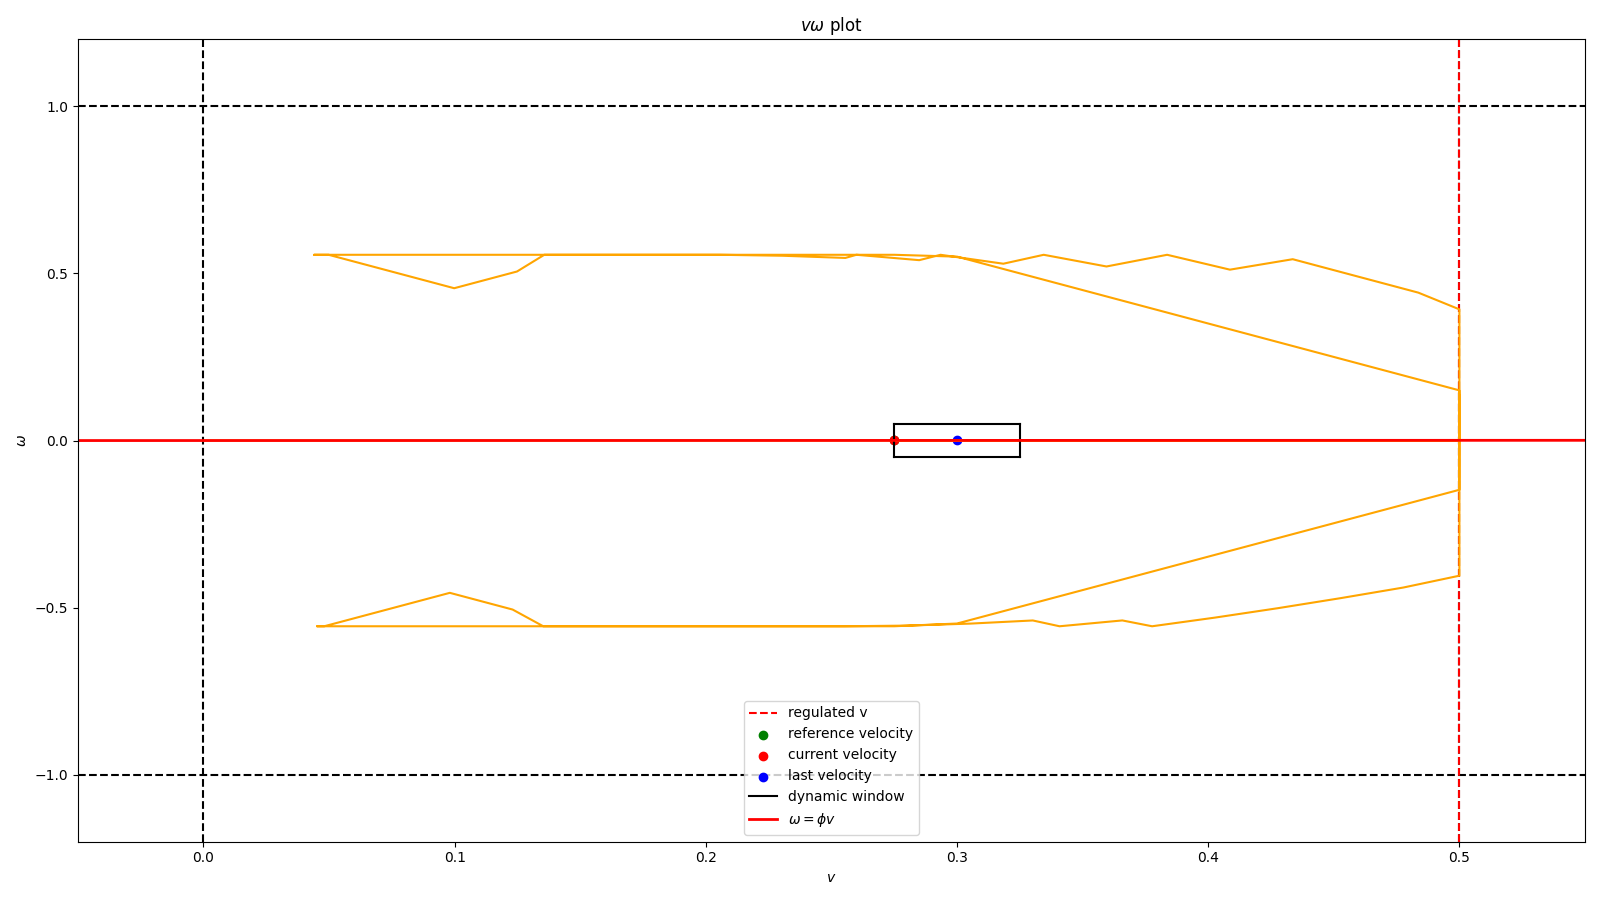 vω plot
1.0
0.5
0.0
−0.5
−1.0
ω
0.0
0.1
0.2
0.3
0.4
0.5
v
regulated v
reference velocity
current velocity
last velocity
dynamic window
ω = ϕv